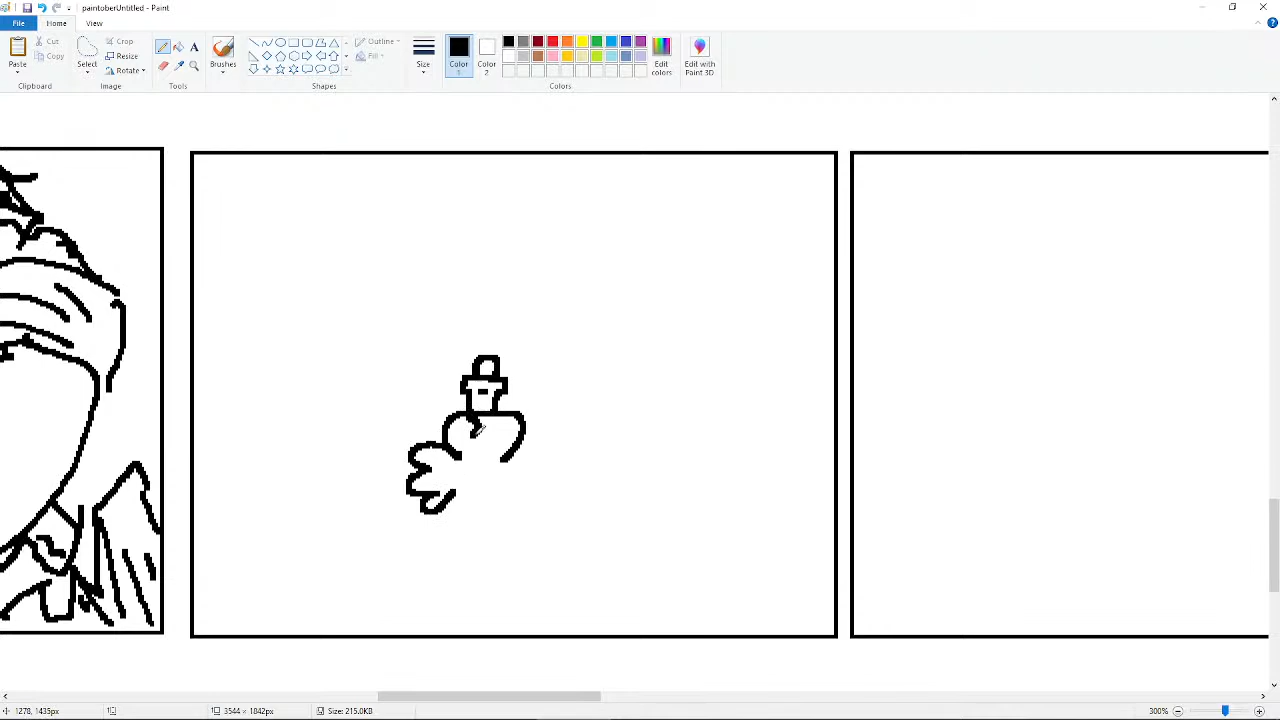 paintoberUntitled - Paint
File Home View
Paste Cut Copy Clipboard
Select Crop Resize Rotate Image
Tools
Brushes
Outline Fill Shapes
Size
Color 1 Color 2
Edit colors
Colors
Edit with Paint 3D
1278, 1435px 3544 × 1842px Size: 215.0KB 300%